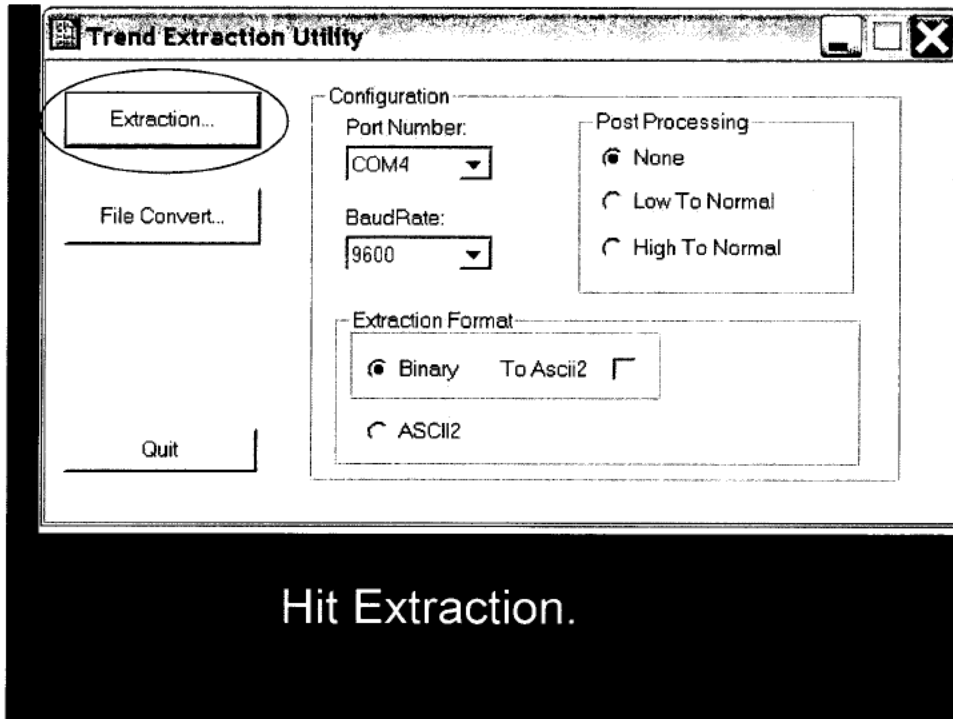 Trend Extraction Utility
Extraction...
File Convert...
Quit
Configuration
Port Number:
COM4
BaudRate:
9600
Post Processing
None
Low To Normal
High To Normal
Extraction Format
Binary To Ascii2
ASCII2
Hit Extraction.